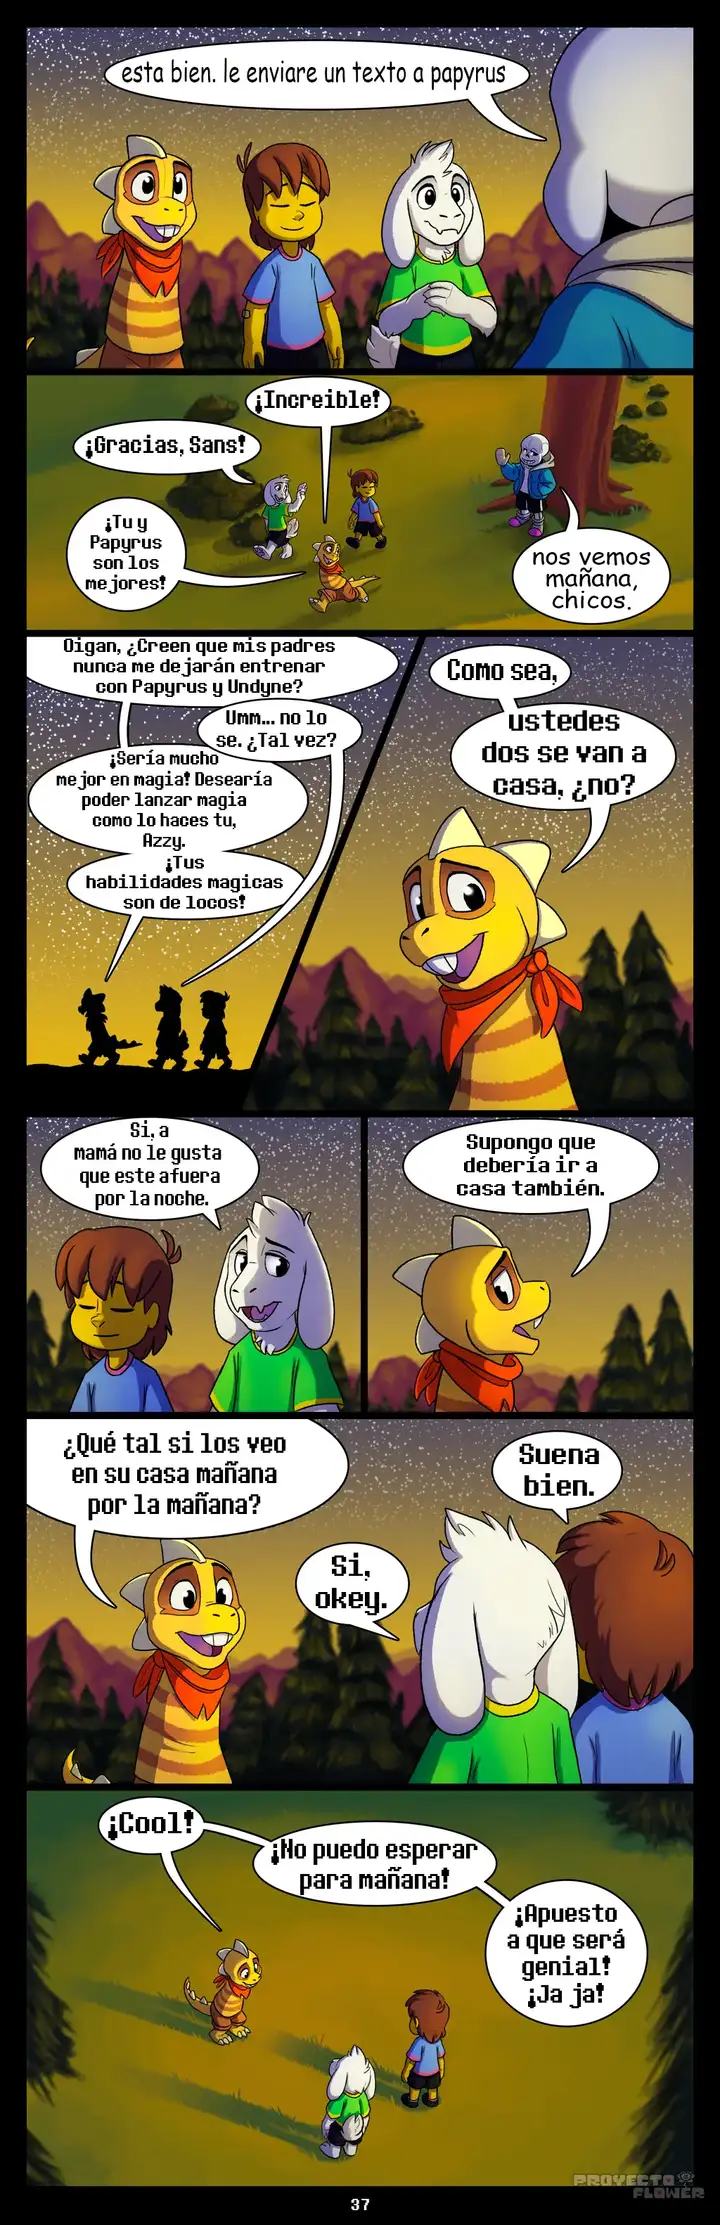 esta bien. le enviare un texto a papyrus
¡Increible!
¡Gracias, Sans!
¡Tu y
Papyrus
son los
mejores!
nos vemos
mañana,
chicos.
Oigan, ¿Creen que mis padres
nunca me dejarán entrenar
con Papyrus y Undyne?
Umm... no lo
se. ¿Tal vez?
¡Sería mucho
mejor en magia! Desearía
poder lanzar magia
como lo haces tu,
Azzy.
¡Tus
habilidades magicas
son de locos!
Como sea,
ustedes
dos se van a
casa, ¿no?
Si, a
mamá no le gusta
que este afuera
por la noche.
Supongo que
debería ir a
casa también.
¿Qué tal si los veo
en su casa mañana
por la mañana?
Suena
bien.
Si,
okey.
¡Cool!
¡No puedo esperar
para mañana!
¡Apuesto
a que será
genial!
¡Ja ja!
PROYECTO
FLOWER
37